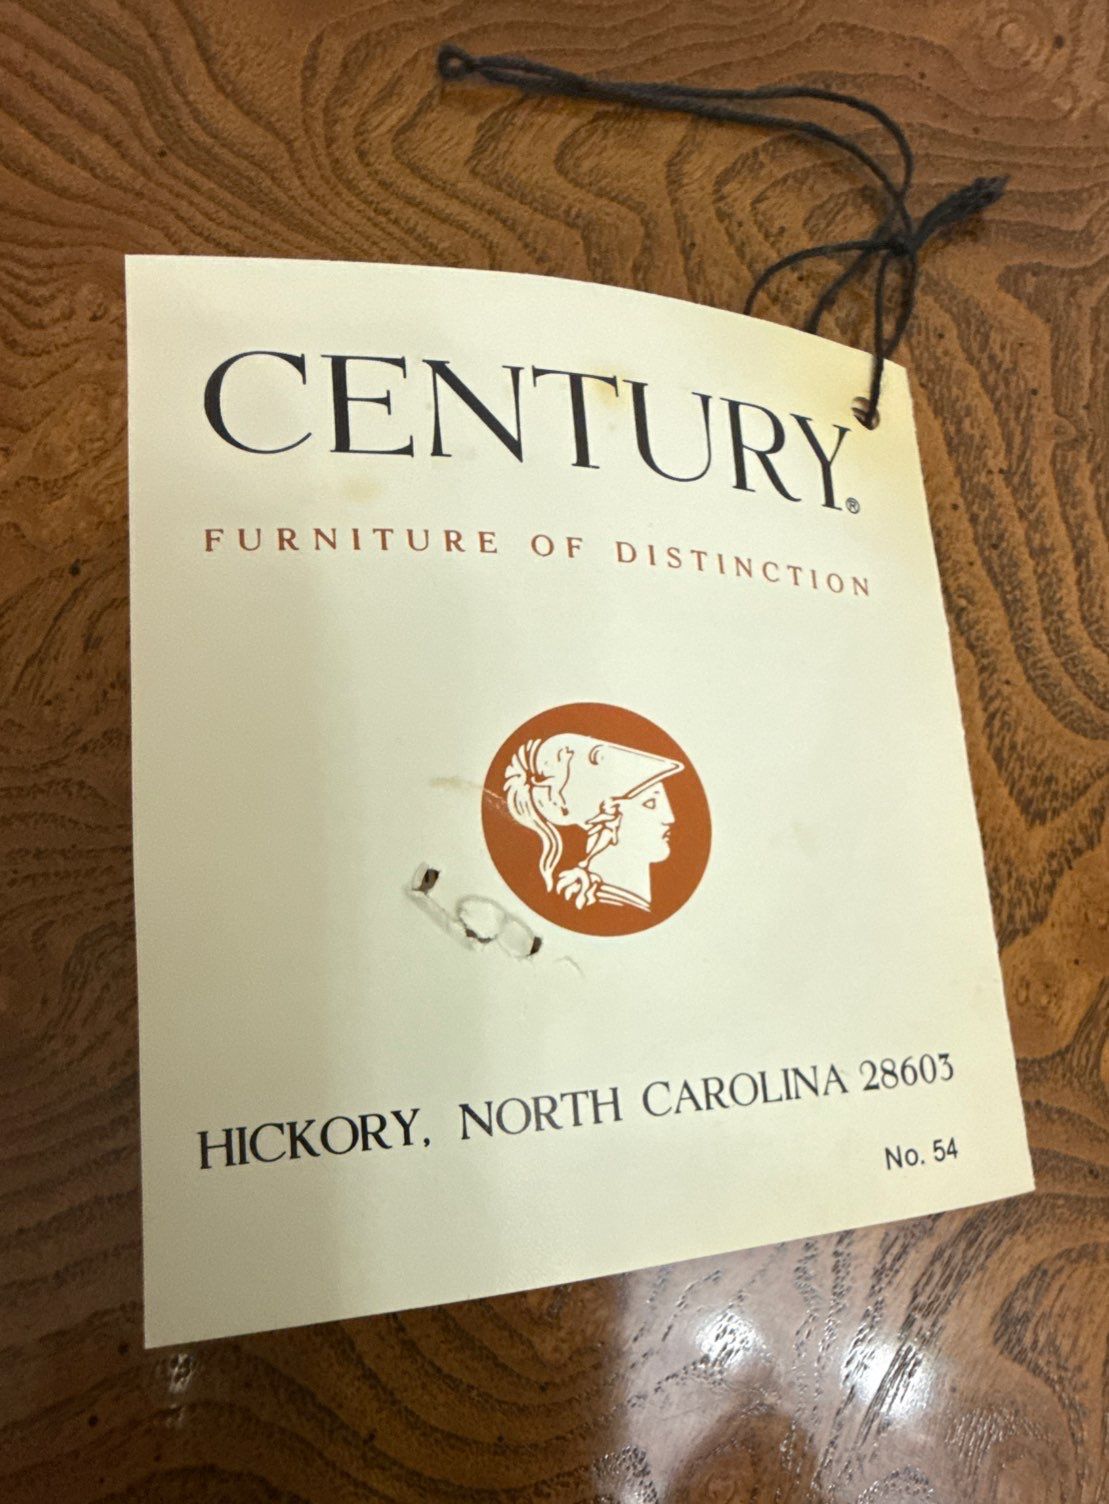 CENTURY®
FURNITURE OF DISTINCTION
HICKORY, NORTH CAROLINA 28603
No. 54